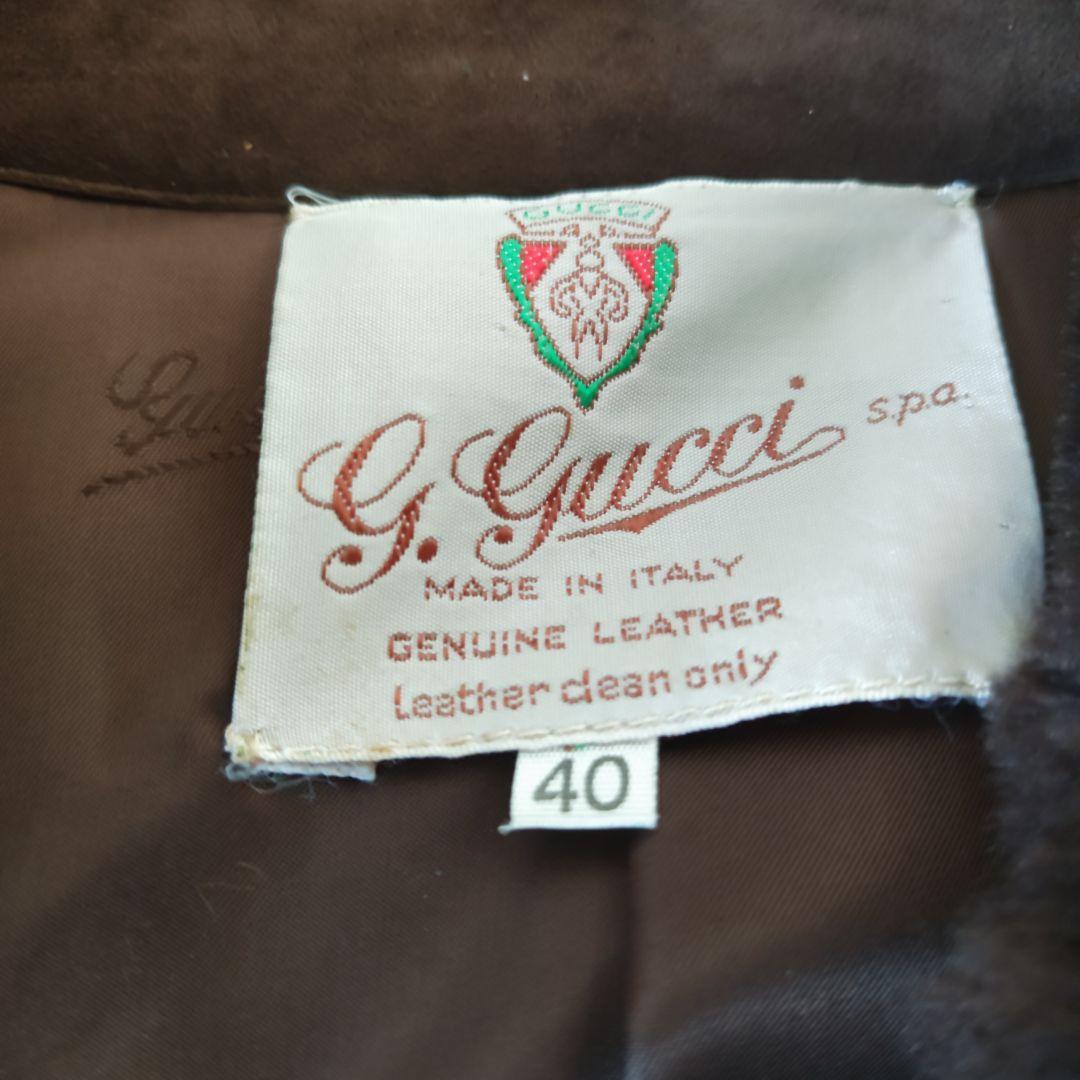 GUCCI
G. Gucci s.p.a.
MADE IN ITALY
GENUINE LEATHER
leather clean only
40